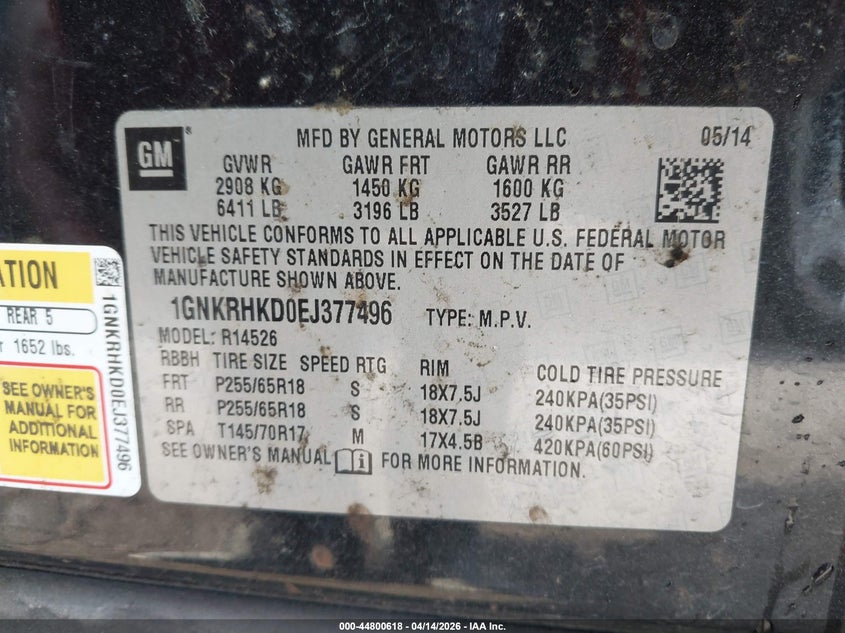 GM
®
MFD BY GENERAL MOTORS LLC 05/14
GVWR GAWR FRT GAWR RR
2908 KG 1450 KG 1600 KG
6411 LB 3196 LB 3527 LB
THIS VEHICLE CONFORMS TO ALL APPLICABLE U.S. FEDERAL MOTOR
VEHICLE SAFETY STANDARDS IN EFFECT ON THE DATE OF
MANUFACTURE SHOWN ABOVE.
1GNKRHKD0EJ377496 TYPE: M.P.V.
MODEL: R14526
RBBH TIRE SIZE SPEED RTG RIM COLD TIRE PRESSURE
FRT P255/65R18 S 18X7.5J 240KPA(35PSI)
RR P255/65R18 S 18X7.5J 240KPA(35PSI)
SPA T145/70R17 M 17X4.5B 420KPA(60PSI)
SEE OWNER'S MANUAL FOR MORE INFORMATION.
REAR 5
1652 lbs.
SEE OWNER'S
MANUAL FOR
ADDITIONAL
INFORMATION
1GNKRHKD0EJ377496
000-44800618 - 04/14/2026 - IAA Inc.